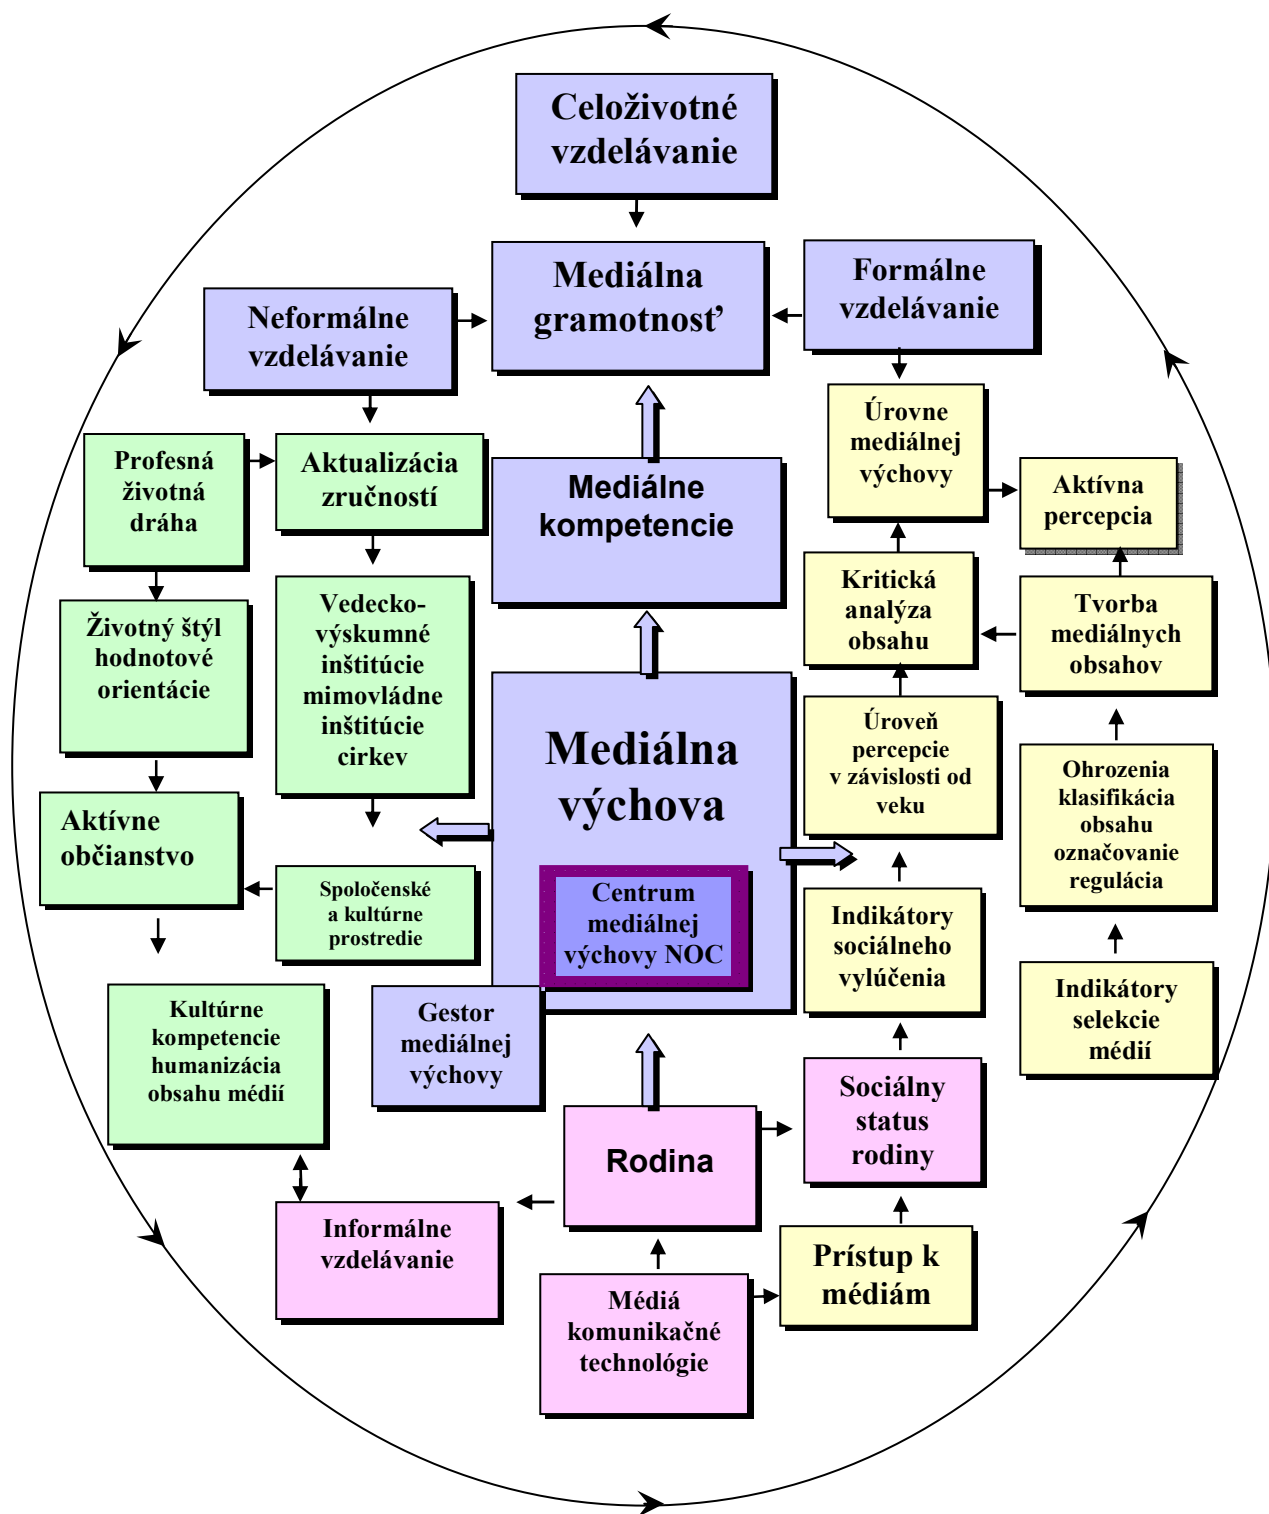 Celoživotné
vzdelávanie
Mediálna
gramotnosť
Formálne
vzdelávanie
Neformálne
vzdelávanie
Úrovne
mediálnej
výchovy
Profesná
životná
dráha
Aktualizácia
zručností
Mediálne
kompetencie
Aktívna
percepcia
Kritická
analýza
obsahu
Tvorba
mediálnych
obsahov
Životný štýl
hodnotové
orientácie
Vedecko-
výskumné
inštitúcie
mimovládne
inštitúcie
cirkev
Mediálna
výchova
Úroveň
percepcie
v závislosti od
veku
Ohrozenia
klasifikácia
obsahu
označovanie
regulácia
Aktívne
občianstvo
Spoločenské
a kultúrne
prostredie
Centrum
mediálnej
výchovy NOC
Indikátory
sociálneho
vylúčenia
Indikátory
selekcie
médií
Kultúrne
kompetencie
humanizácia
obsahu médií
Gestor
mediálnej
výchovy
Sociálny
status
rodiny
Rodina
Informálne
vzdelávanie
Prístup k
médiám
Médiá
komunikačné
technológie